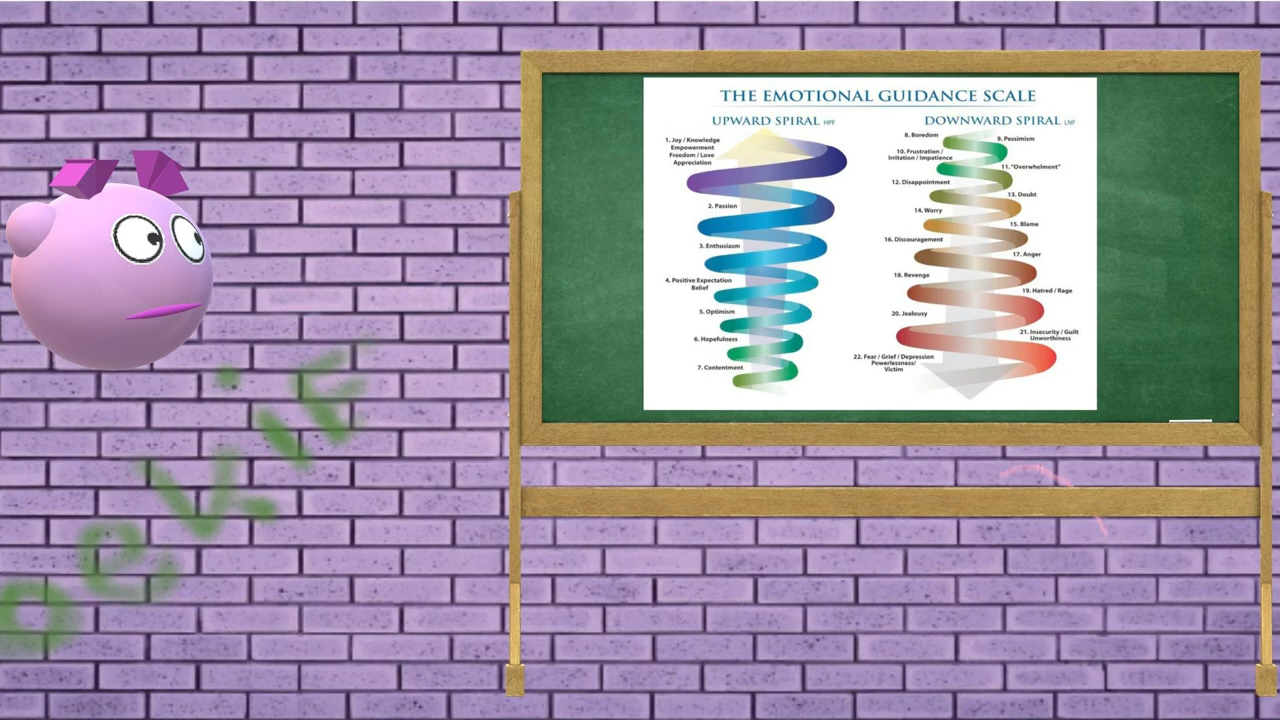 THE EMOTIONAL GUIDANCE SCALE
UPWARD SPIRAL HPF
1. Joy / Knowledge
Empowerment
Freedom / Love
Appreciation
2. Passion
3. Enthusiasm
4. Positive Expectation
Belief
5. Optimism
6. Hopefulness
7. Contentment
DOWNWARD SPIRAL LNF
8. Boredom
9. Pessimism
10. Frustration /
Irritation / Impatience
11. "Overwhelment"
12. Disappointment
13. Doubt
14. Worry
15. Blame
16. Discouragement
17. Anger
18. Revenge
19. Hatred / Rage
20. Jealousy
21. Insecurity / Guilt
Unworthiness
22. Fear / Grief / Depression
Powerlessness/
Victim